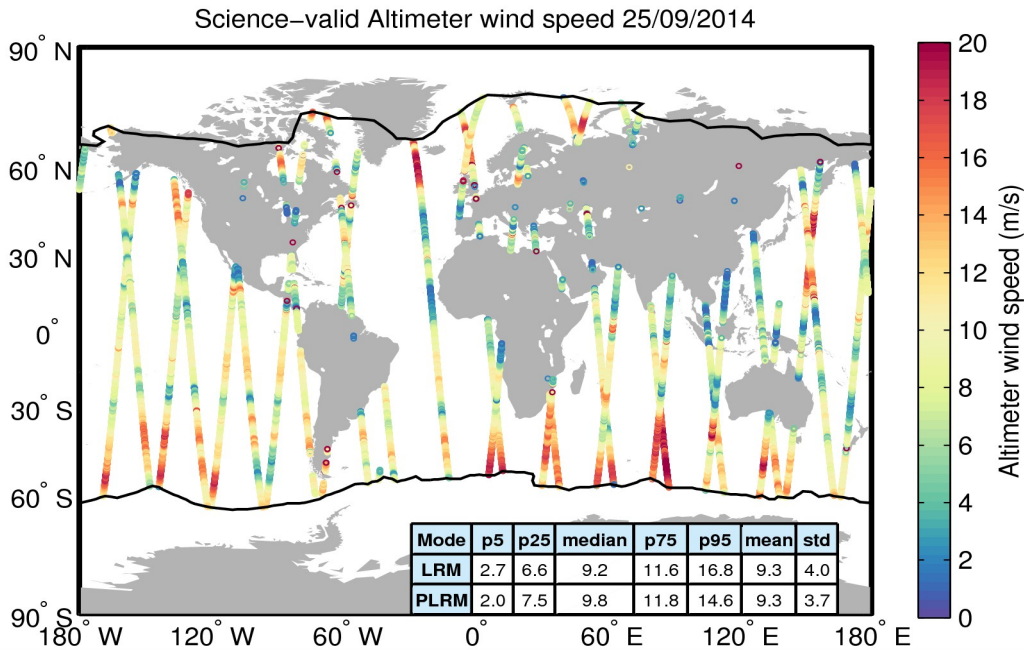 Science−valid Altimeter wind speed 25/09/2014
90° N
60° N
30° N
0°
30° S
60° S
90° S
180° W
120° W
60° W
0°
60° E
120° E
180° E
Mode p5 p25 median p75 p95 mean std
LRM 2.7 6.6 9.2 11.6 16.8 9.3 4.0
PLRM 2.0 7.5 9.8 11.8 14.6 9.3 3.7
20
18
16
14
12
10
8
6
4
2
0
Altimeter wind speed (m/s)